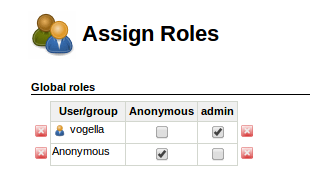 Assign Roles
Global roles
User/group Anonymous admin
vogella
Anonymous